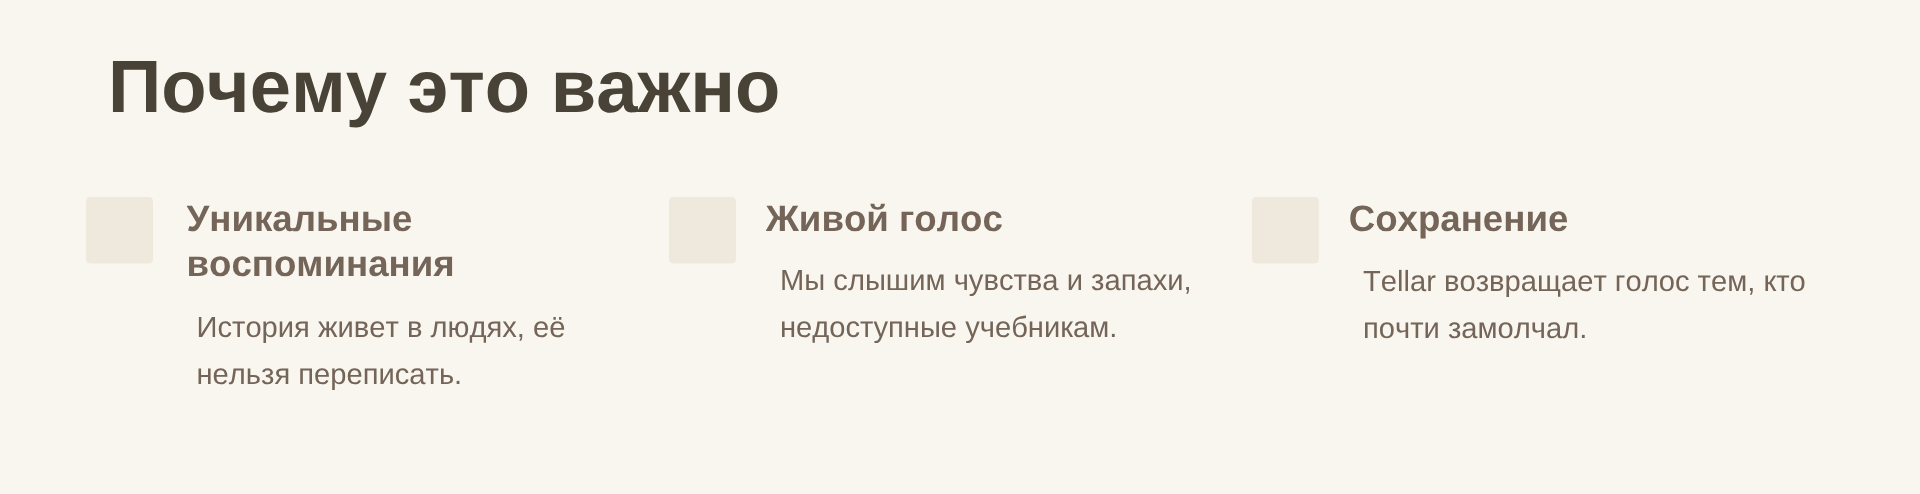 Почему это важно
Уникальные
воспоминания
История живет в людях, её
нельзя переписать.
Живой голос
Мы слышим чувства и запахи,
недоступные учебникам.
Сохранение
Tellar возвращает голос тем, кто
почти замолчал.